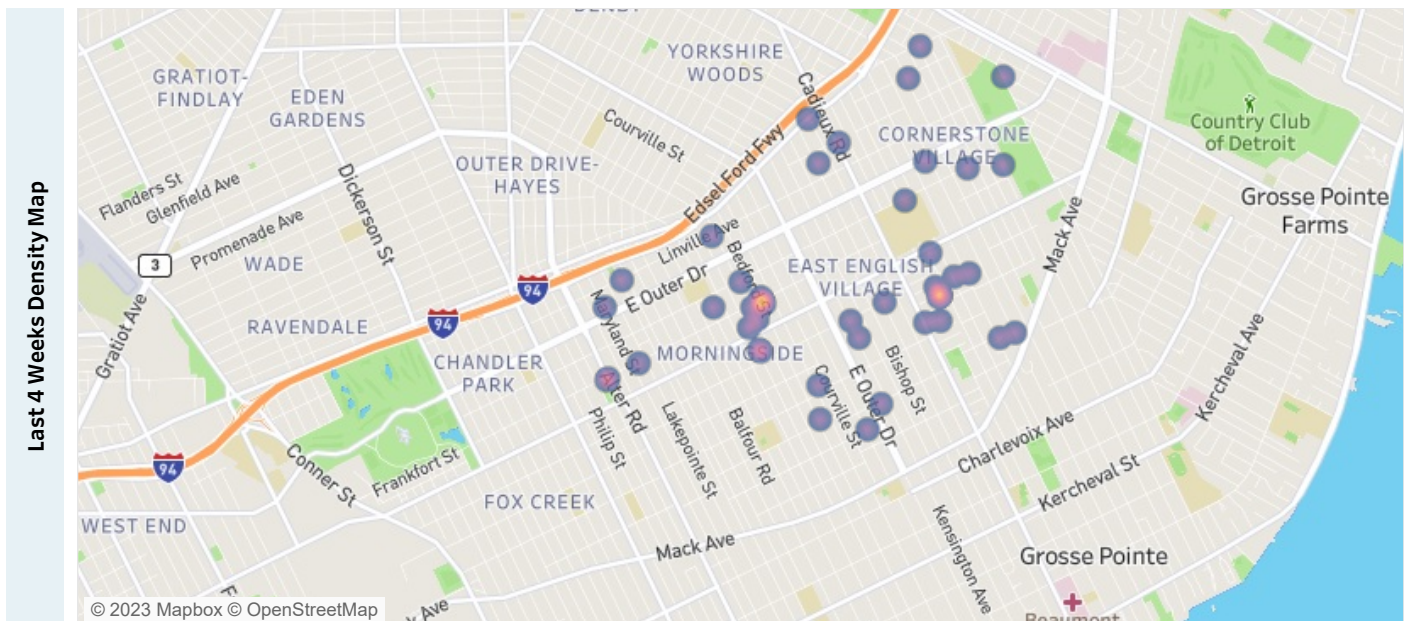 Last 4 Weeks Density Map
YORKSHIRE
WOODS
GRATIOT-
FINDLAY
EDEN
GARDENS
Cadieux Rd
Courville St
CORNERSTONE
VILLAGE
Country Club
of Detroit
OUTER DRIVE-
HAYES
Edsel Ford Fwy
Flanders St
Glenfield Ave
Dickerson St
Grosse Pointe
Farms
Promenade Ave
Linville Ave
Mack Ave
3
WADE
Bedford St
E Outer Dr
EAST ENGLISH
VILLAGE
94
94
Gratiot Ave
RAVENDALE
Maryland St
MORNINGSIDE
CHANDLER
PARK
Bishop St
Kercheval Ave
Alter Rd
Courville St
E Outer Dr
Philip St
Lakepointe St
Balfour Rd
Charlevoix Ave
94
Conner St
Frankfort St
Kercheval St
FOX CREEK
WEST END
Mack Ave
Kensington Ave
Grosse Pointe
© 2023 Mapbox © OpenStreetMap
Beaumont